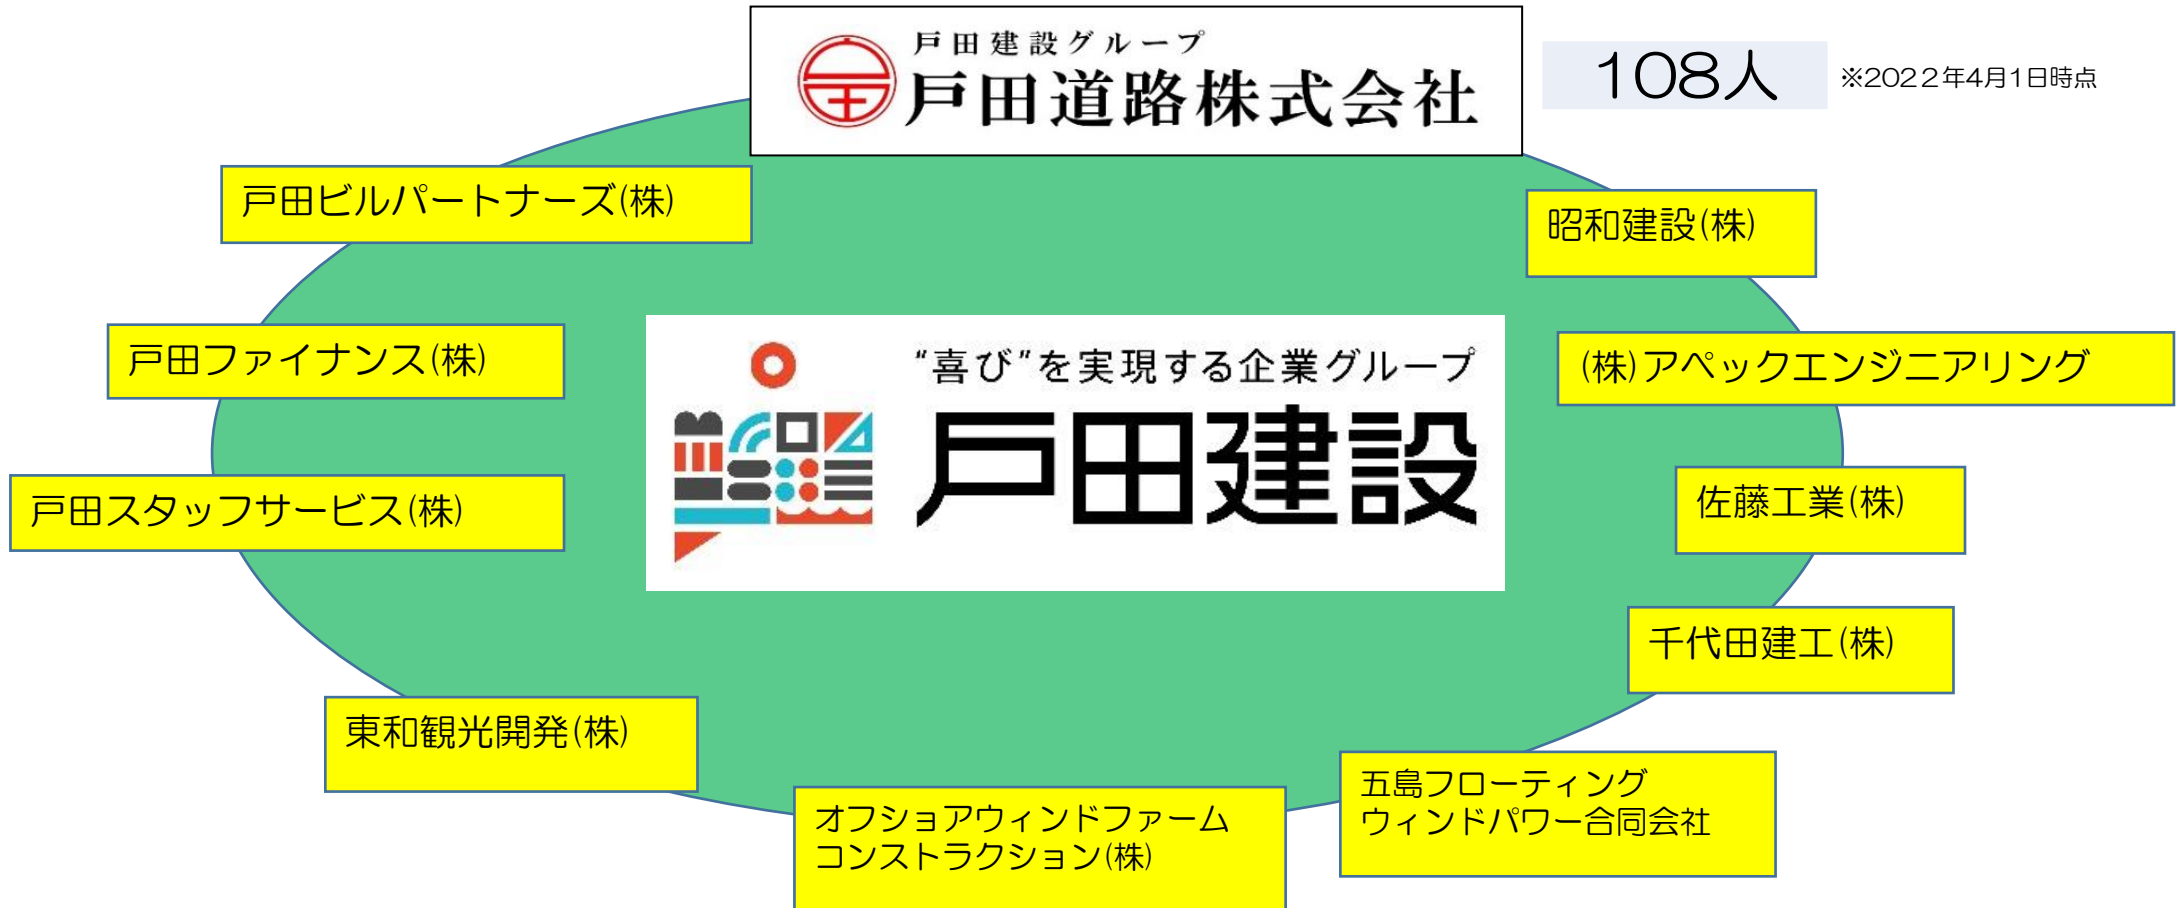 戸田建設グループ
戸田道路株式会社
108人
※2022年4月1日時点
戸田ビルパートナーズ(株)
昭和建設(株)
戸田ファイナンス(株)
"喜び"を実現する企業グループ
戸田建設
(株)アペックエンジニアリング
戸田スタッフサービス(株)
佐藤工業(株)
千代田建工(株)
東和観光開発(株)
五島フローティング
ウィンドパワー合同会社
オフショアウィンドファーム
コンストラクション(株)